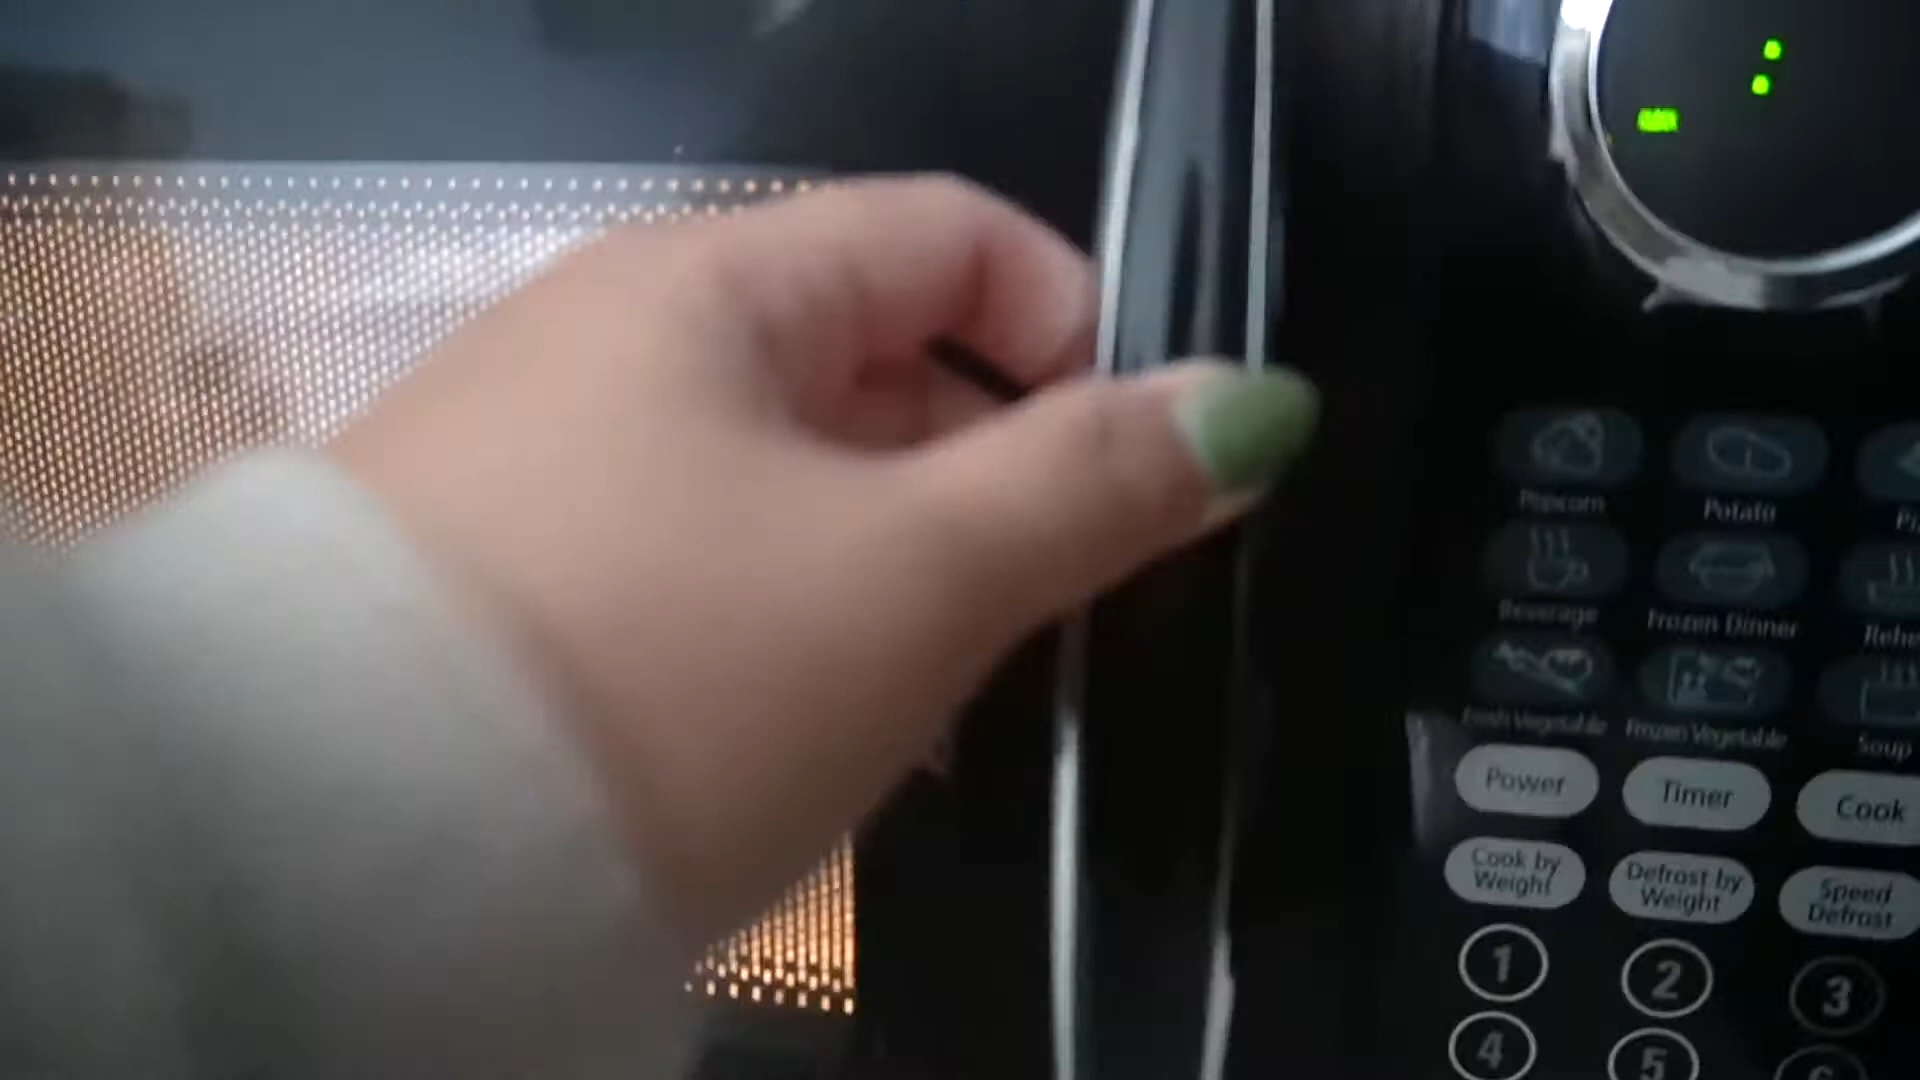 Popcorn Potato
Beverage Frozen Dinner
Fresh Vegetable Frozen Vegetable Soup
Power Timer Cook
Cook by Weight Defrost by Weight Speed Defrost
1 2 3
4 5 6